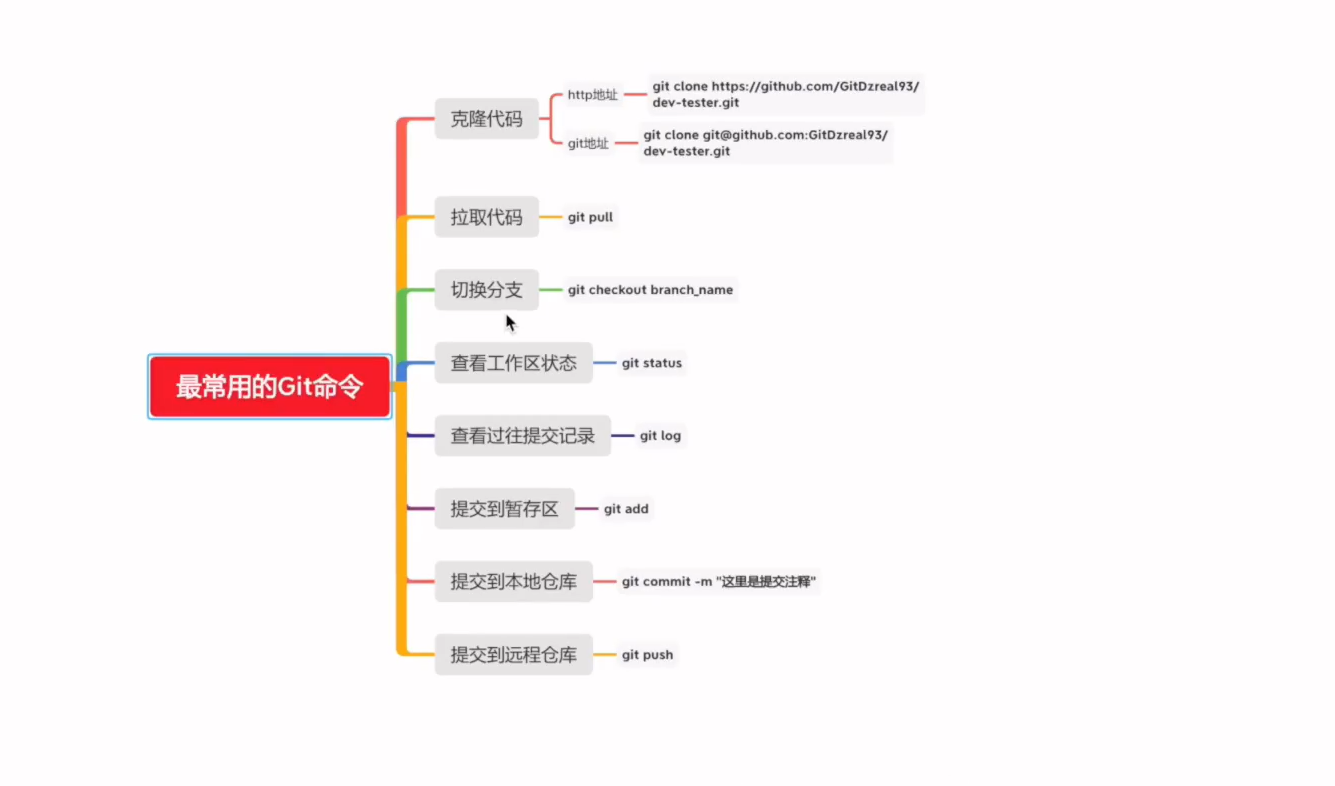 最常用的Git命令
克隆代码
http地址
git clone https://github.com/GitDzreal93/
dev-tester.git
git地址
git clone git@github.com:GitDzreal93/
dev-tester.git
拉取代码
git pull
切换分支
git checkout branch_name
查看工作区状态
git status
查看过往提交记录
git log
提交到暂存区
git add
提交到本地仓库
git commit -m "这里是提交注释"
提交到远程仓库
git push